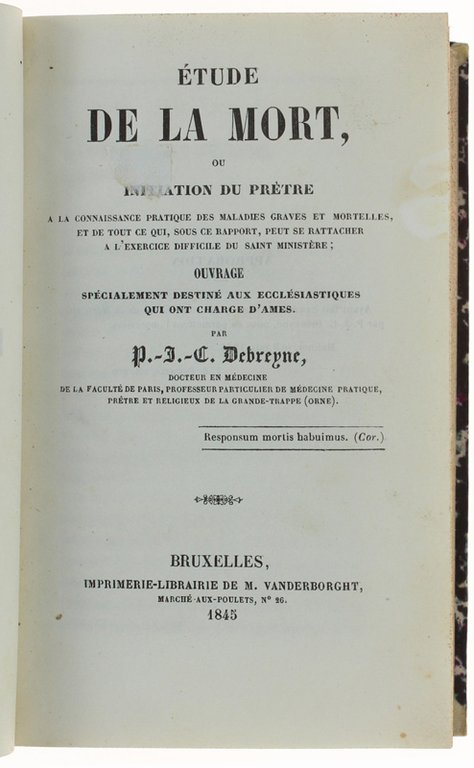 ÉTUDE
DE LA MORT,
OU
INITIATION DU PRÊTRE
A LA CONNAISSANCE PRATIQUE DES MALADIES GRAVES ET MORTELLES,
ET DE TOUT CE QUI, SOUS CE RAPPORT, PEUT SE RATTACHER
A L'EXERCICE DIFFICILE DU SAINT MINISTÈRE ;
OUVRAGE
SPÉCIALEMENT DESTINÉ AUX ECCLÉSIASTIQUES
QUI ONT CHARGE D'AMES.
PAR
P.-J.-C. Debreyne,
DOCTEUR EN MÉDECINE
DE LA FACULTÉ DE PARIS, PROFESSEUR PARTICULIER DE MÉDECINE PRATIQUE,
PRÊTRE ET RELIGIEUX DE LA GRANDE-TRAPPE (ORNE).
Responsum mortis habuimus. (Cor.)
BRUXELLES,
IMPRIMERIE-LIBRAIRIE DE M. VANDERBORGHT,
MARCHÉ-AUX-POULETS, N° 26.
1845